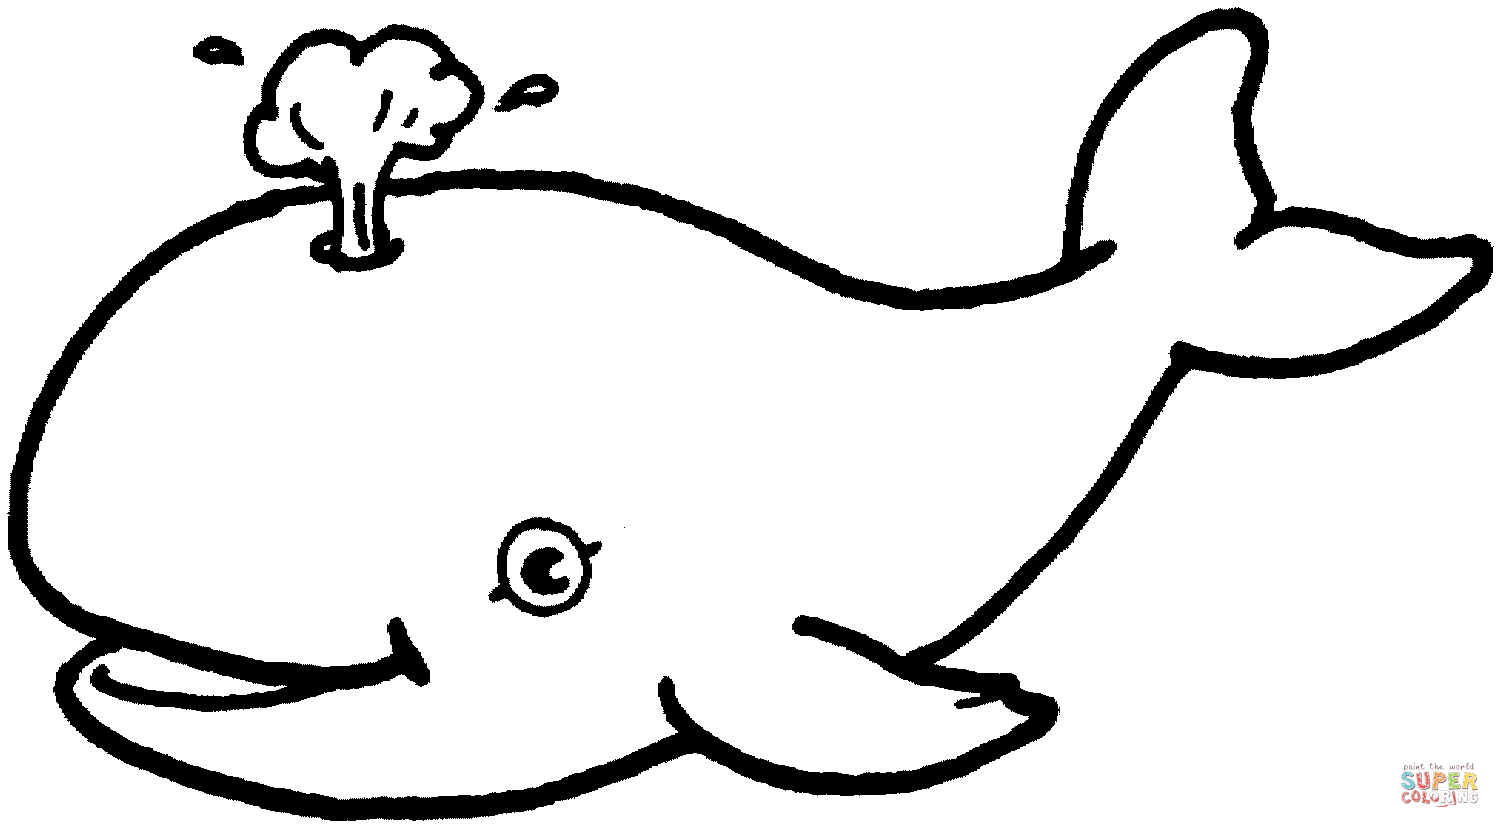 paint the world
SUPER
COLORING